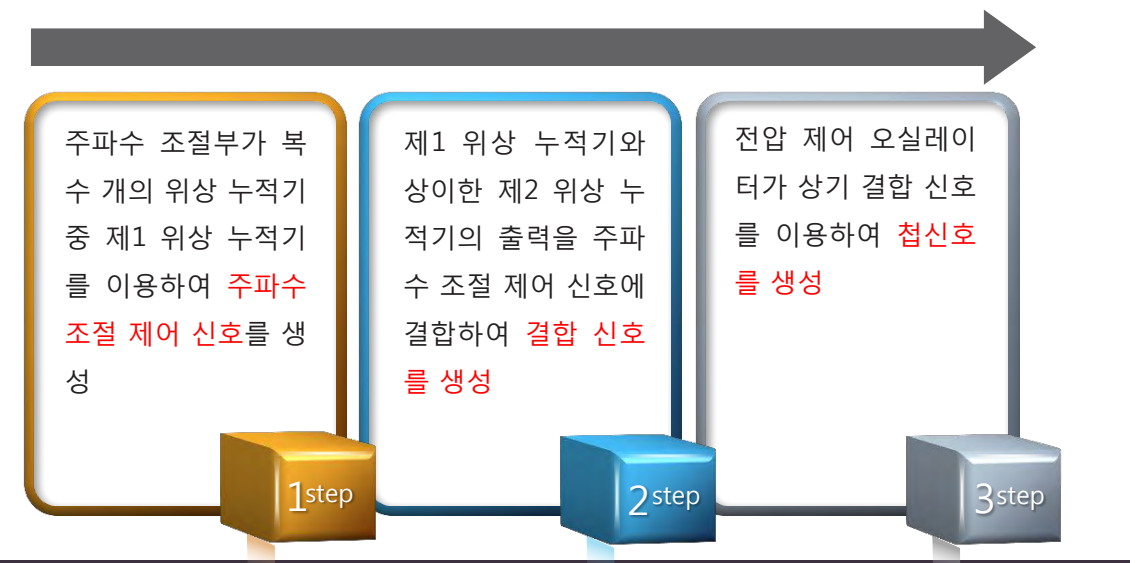 주파수 조절부가 복
수 개의 위상 누적기
중 제1 위상 누적기
를 이용하여 주파수
조절 제어 신호를 생
성
1step
제1 위상 누적기와
상이한 제2 위상 누
적기의 출력을 주파
수 조절 제어 신호에
결합하여 결합 신호
를 생성
2step
전압 제어 오실레이
터가 상기 결합 신호
를 이용하여 첩신호
를 생성
3step